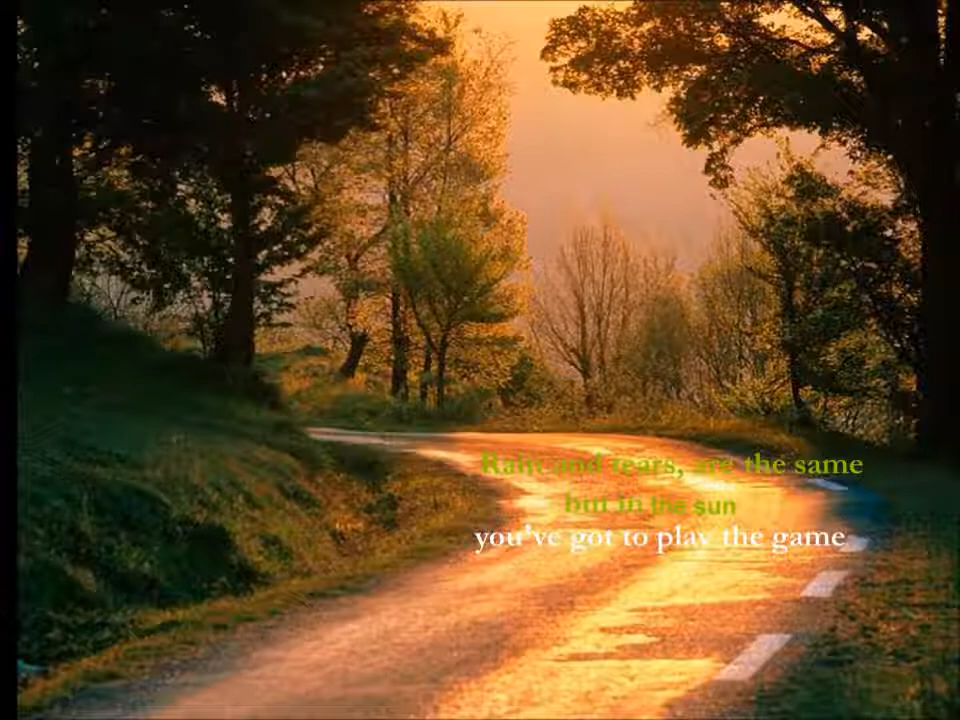 Rain and tears, are the same
but in the sun
you've got to play the game